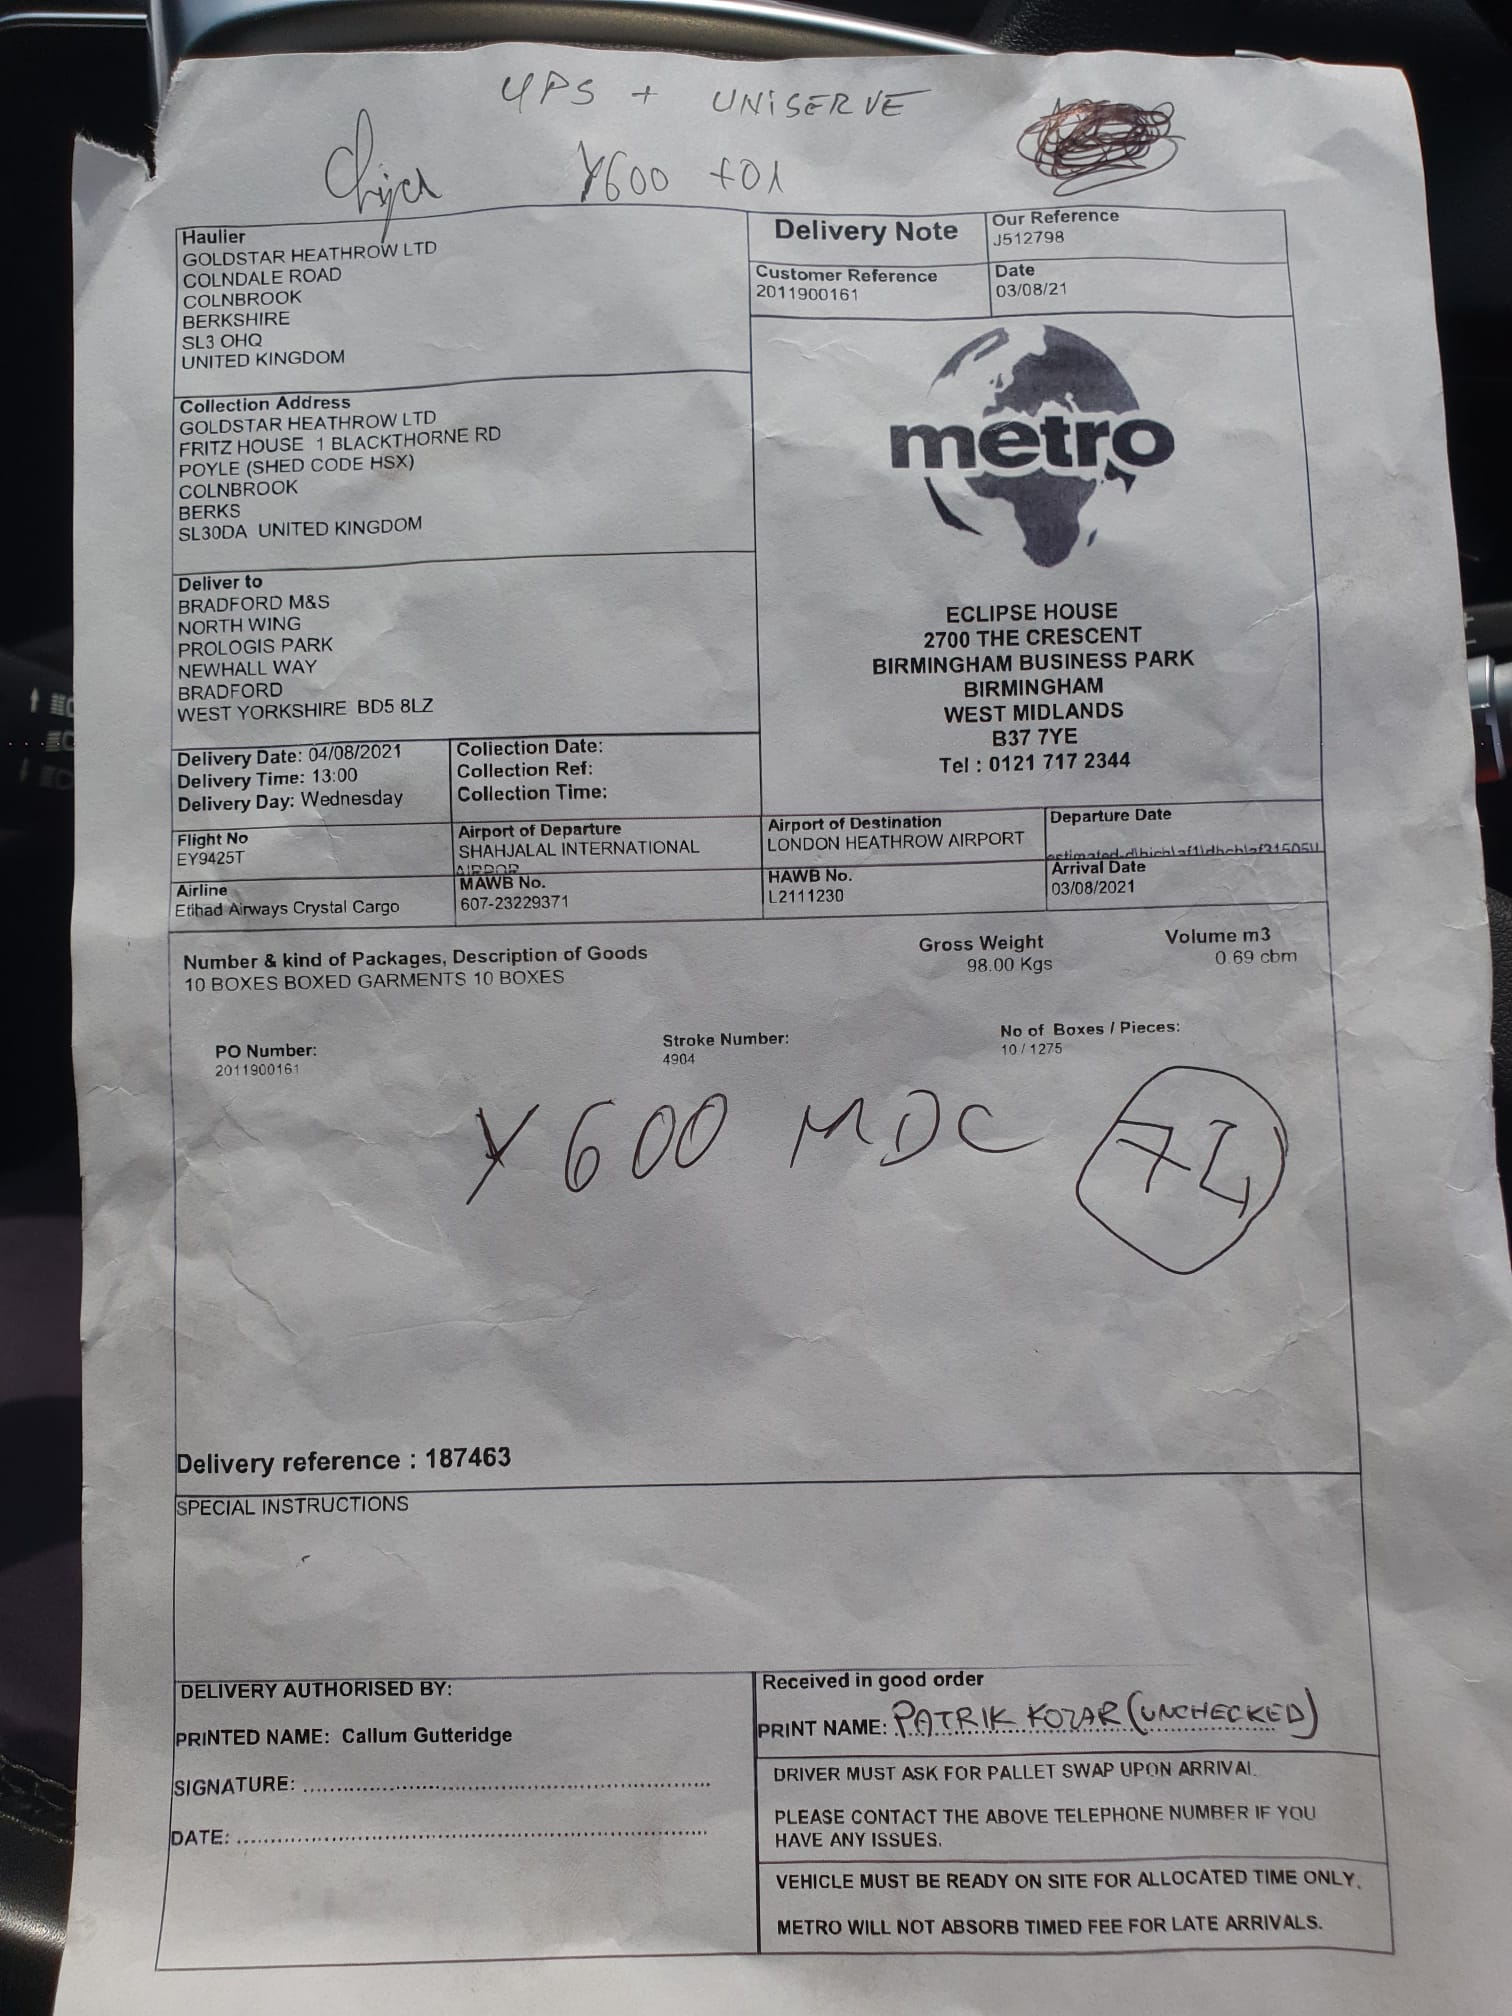 UPS + UNiSERVE
Y600 +01
Haulier
GOLDSTAR HEATHROW LTD
COLNDALE ROAD
COLNBROOK
BERKSHIRE
SL3 OHQ
UNITED KINGDOM
Delivery Note
Our Reference
J512798
Customer Reference
2011900161
Date
03/08/21
Collection Address
GOLDSTAR HEATHROW LTD
FRITZ HOUSE 1 BLACKTHORNE RD
POYLE (SHED CODE HSX)
COLNBROOK
BERKS
SL30DA UNITED KINGDOM
metro
Deliver to
BRADFORD M&S
NORTH WING
PROLOGIS PARK
NEWHALL WAY
BRADFORD
WEST YORKSHIRE BD5 8LZ
ECLIPSE HOUSE
2700 THE CRESCENT
BIRMINGHAM BUSINESS PARK
BIRMINGHAM
WEST MIDLANDS
B37 7YE
Tel : 0121 717 2344
Delivery Date: 04/08/2021
Delivery Time: 13:00
Delivery Day: Wednesday
Collection Date:
Collection Ref:
Collection Time:
Flight No
EY9425T
Airport of Departure
SHAHJALAL INTERNATIONAL
Airport of Destination
LONDON HEATHROW AIRPORT
Departure Date
Airline
Etihad Airways Crystal Cargo
MAWB No.
607-23229371
HAWB No.
L2111230
Arrival Date
03/08/2021
Number & kind of Packages, Description of Goods
10 BOXES BOXED GARMENTS 10 BOXES
Gross Weight
98.00 Kgs
Volume m3
0.69 cbm
PO Number:
2011900161
Stroke Number:
4904
No of Boxes / Pieces:
10 / 1275
Y600 MDC
Delivery reference : 187463
SPECIAL INSTRUCTIONS
DELIVERY AUTHORISED BY:
PRINTED NAME: Callum Gutteridge
SIGNATURE:
DATE:
Received in good order
PRINT NAME: PATRIK KOZAR (UNCHECKED)
DRIVER MUST ASK FOR PALLET SWAP UPON ARRIVAL.
PLEASE CONTACT THE ABOVE TELEPHONE NUMBER IF YOU
HAVE ANY ISSUES.
VEHICLE MUST BE READY ON SITE FOR ALLOCATED TIME ONLY.
METRO WILL NOT ABSORB TIMED FEE FOR LATE ARRIVALS.